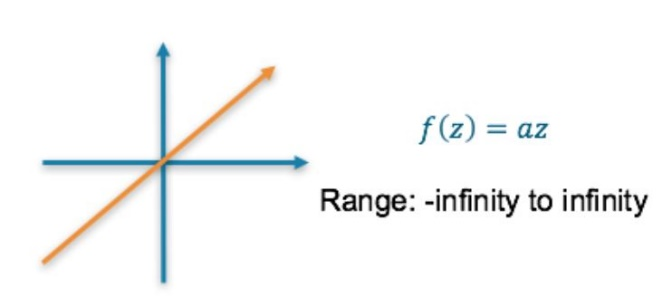 f(z) = az
Range: -infinity to infinity